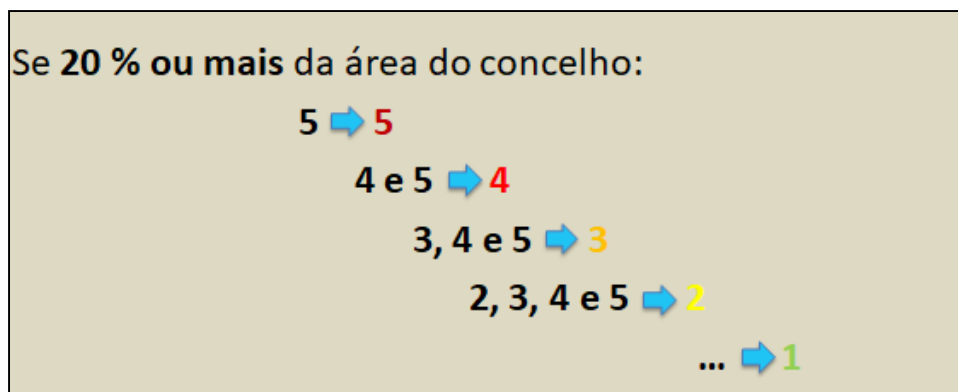 Se 20 % ou mais da área do concelho:
5 ➡ 5
4 e 5 ➡ 4
3, 4 e 5 ➡ 3
2, 3, 4 e 5 ➡ 2
... ➡ 1